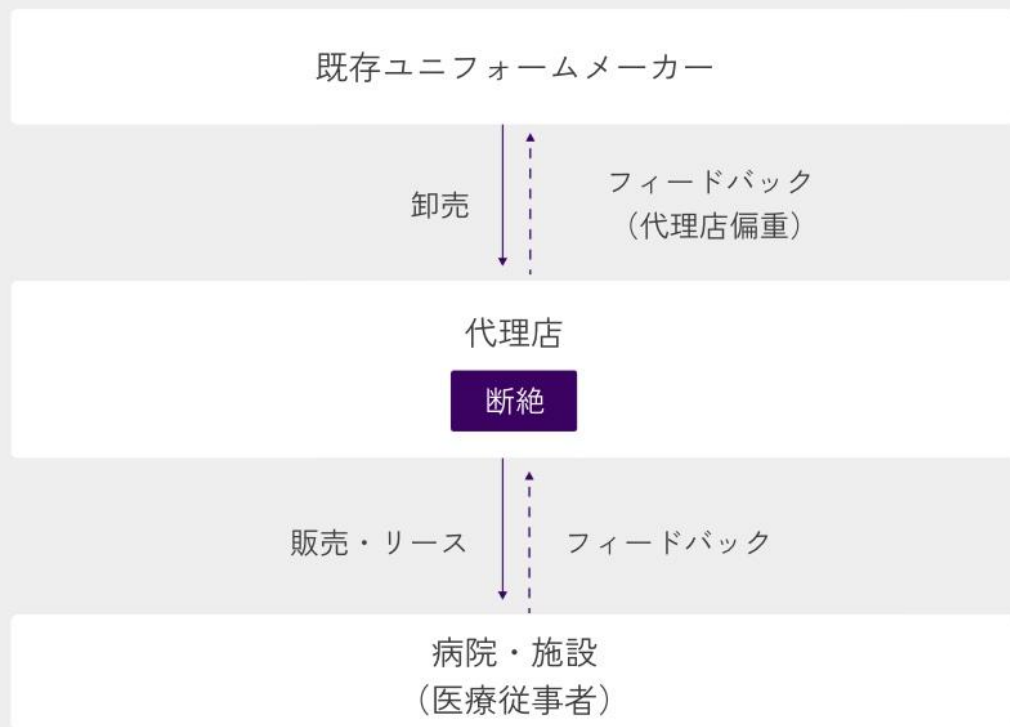 既存ユニフォームメーカー
卸売
フィードバック
（代理店偏重）
代理店
断絶
販売・リース
フィードバック
病院・施設
（医療従事者）